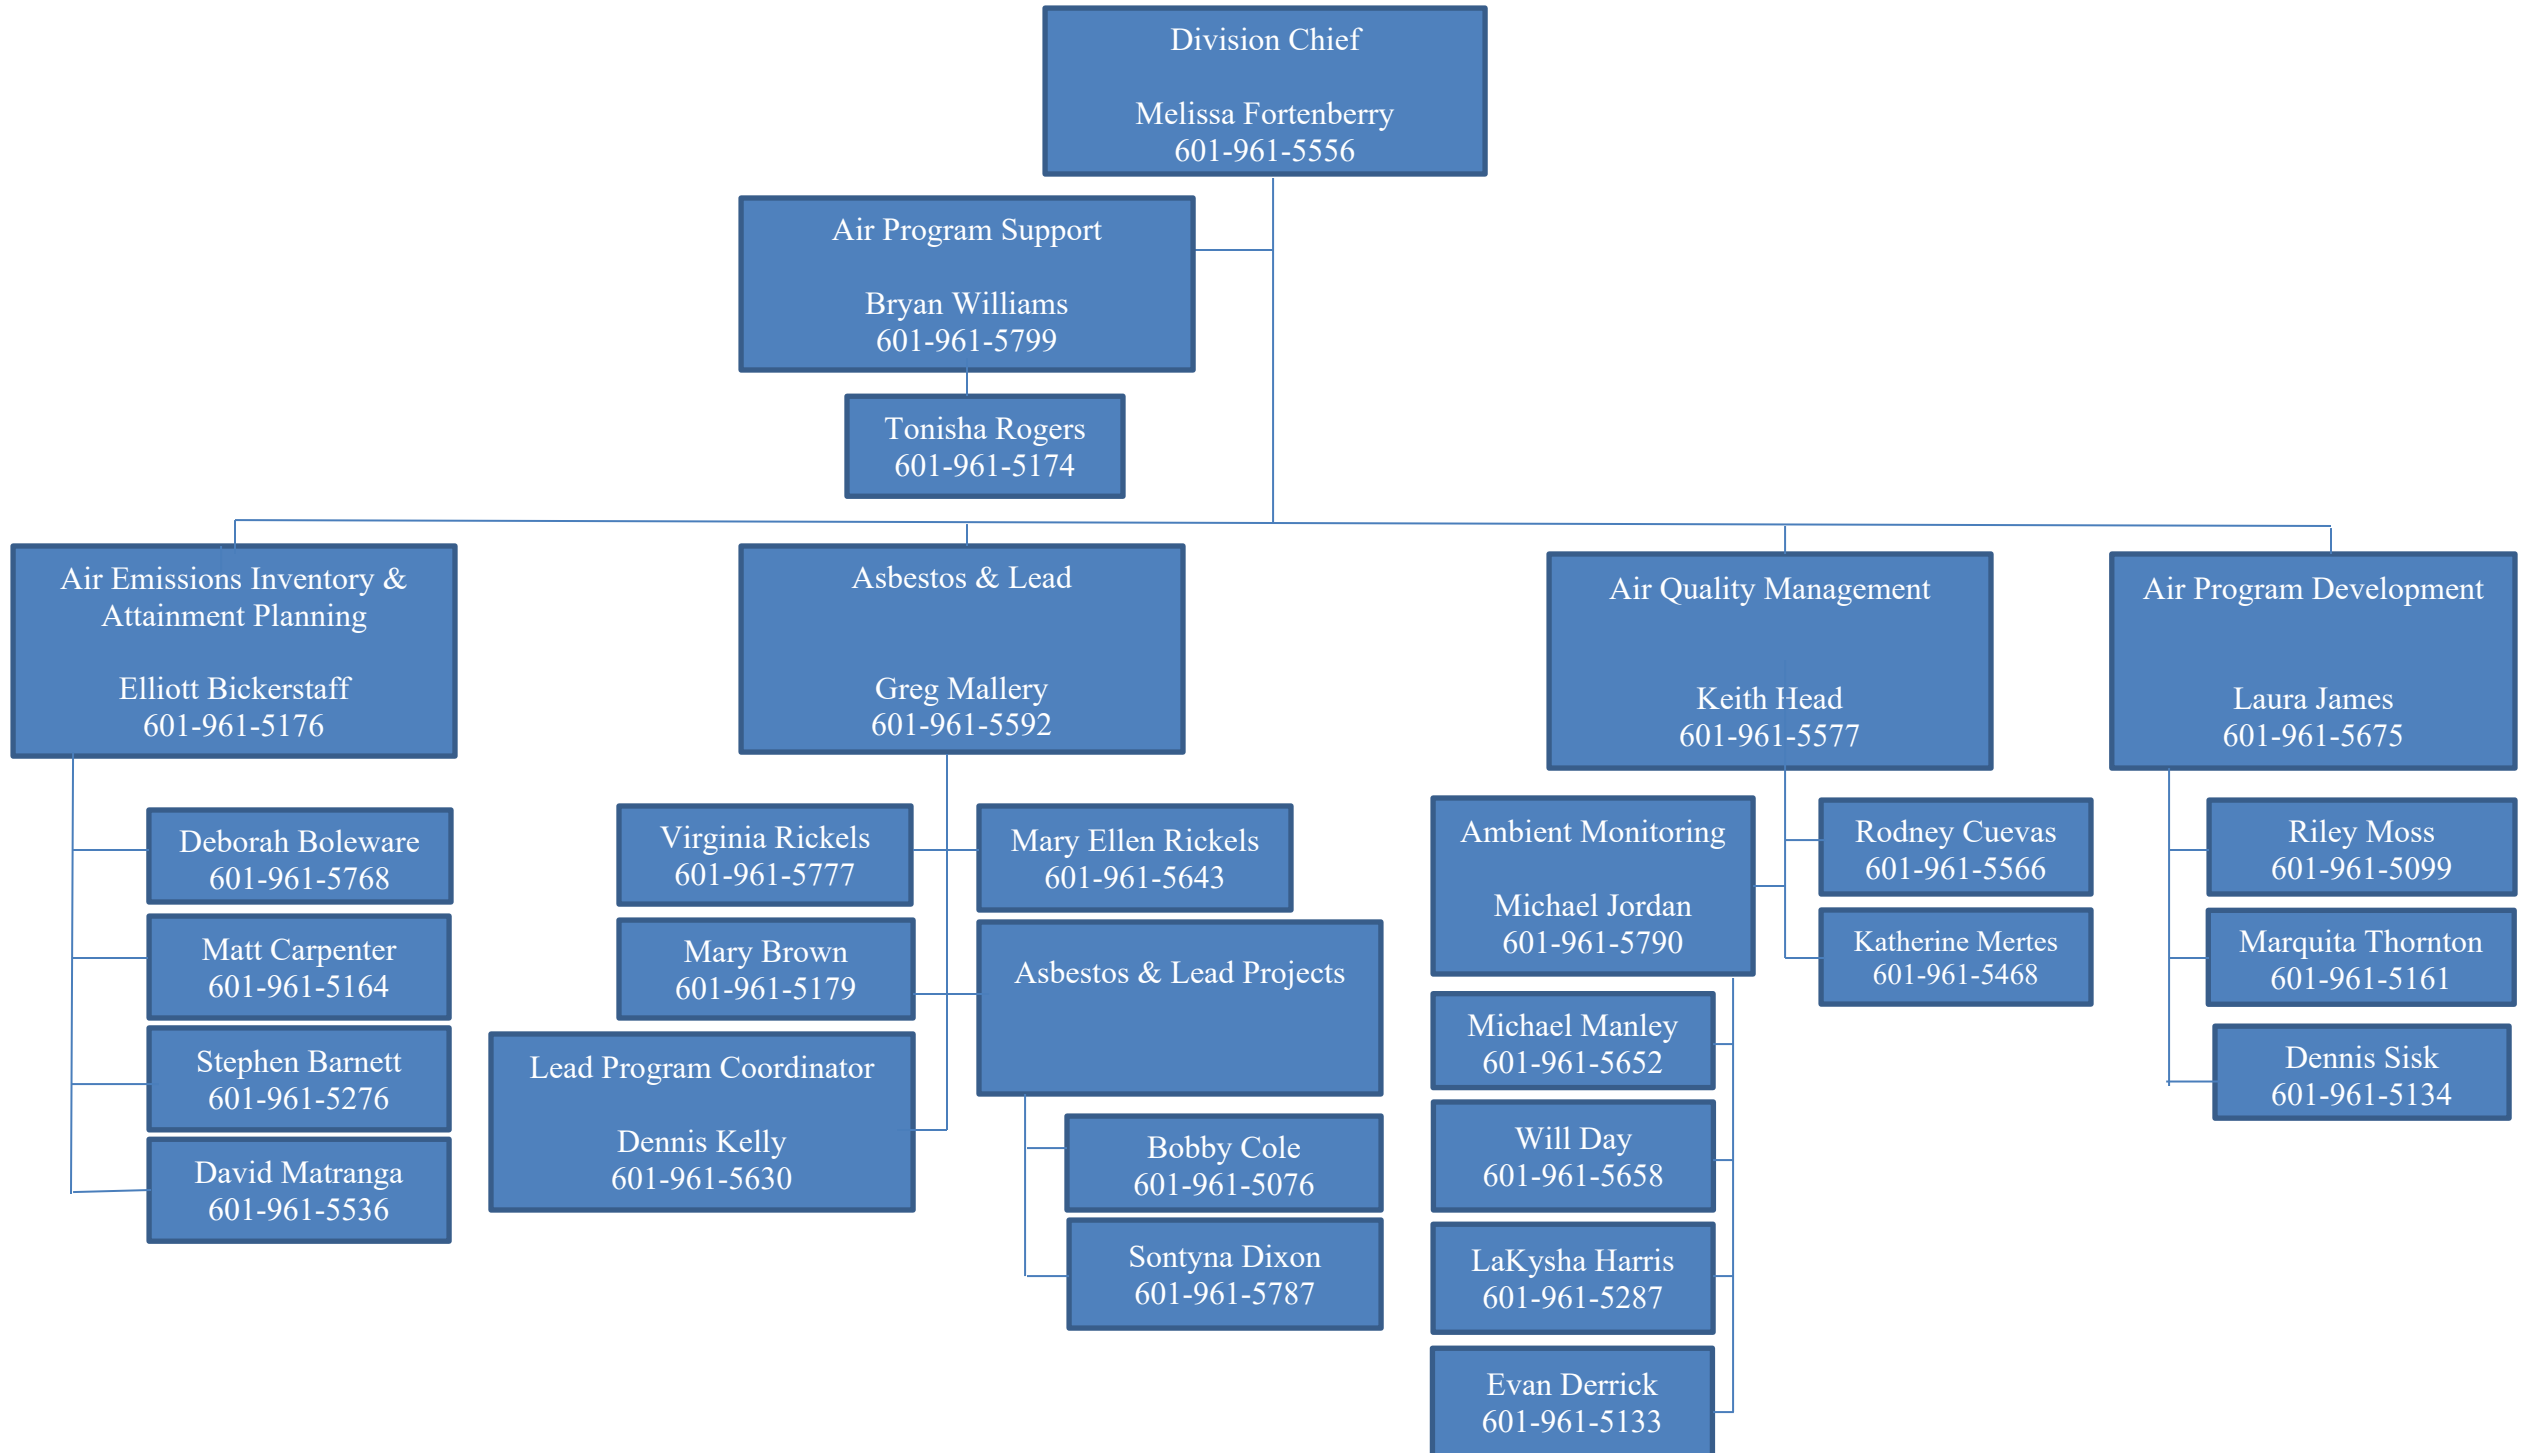 Division Chief
Melissa Fortenberry
601-961-5556
Air Program Support
Bryan Williams
601-961-5799
Tonisha Rogers
601-961-5174
Air Emissions Inventory &
Attainment Planning
Elliott Bickerstaff
601-961-5176
Deborah Boleware
601-961-5768
Matt Carpenter
601-961-5164
Stephen Barnett
601-961-5276
David Matranga
601-961-5536
Asbestos & Lead
Greg Mallery
601-961-5592
Virginia Rickels
601-961-5777
Mary Brown
601-961-5179
Lead Program Coordinator
Dennis Kelly
601-961-5630
Mary Ellen Rickels
601-961-5643
Asbestos & Lead Projects
Bobby Cole
601-961-5076
Sontyna Dixon
601-961-5787
Air Quality Management
Keith Head
601-961-5577
Ambient Monitoring
Michael Jordan
601-961-5790
Michael Manley
601-961-5652
Will Day
601-961-5658
LaKysha Harris
601-961-5287
Evan Derrick
601-961-5133
Rodney Cuevas
601-961-5566
Katherine Mertes
601-961-5468
Air Program Development
Laura James
601-961-5675
Riley Moss
601-961-5099
Marquita Thornton
601-961-5161
Dennis Sisk
601-961-5134